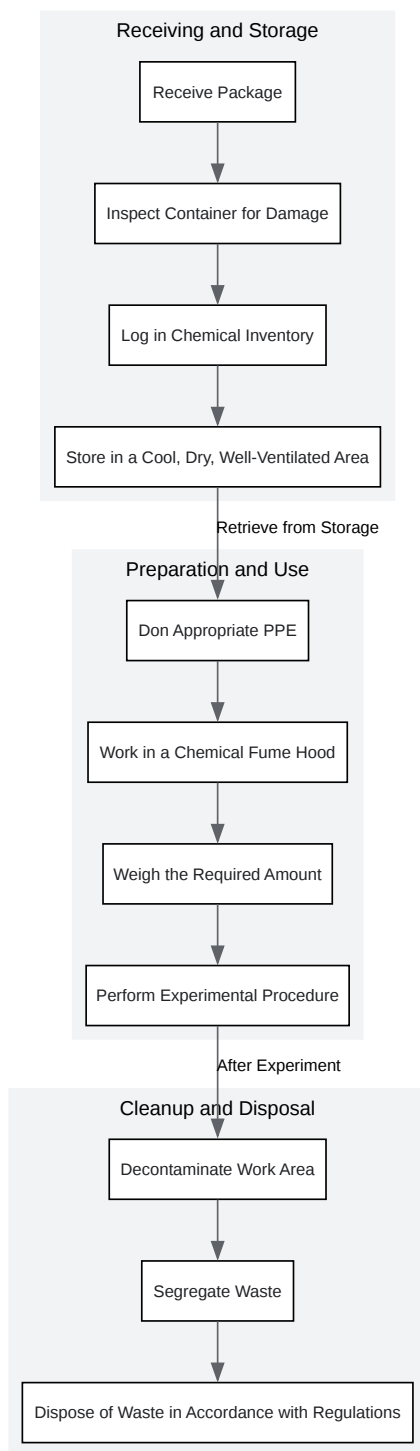 Receiving and Storage
Receive Package
Inspect Container for Damage
Log in Chemical Inventory
Store in a Cool, Dry, Well-Ventilated Area
Retrieve from Storage
Preparation and Use
Don Appropriate PPE
Work in a Chemical Fume Hood
Weigh the Required Amount
Perform Experimental Procedure
After Experiment
Cleanup and Disposal
Decontaminate Work Area
Segregate Waste
Dispose of Waste in Accordance with Regulations